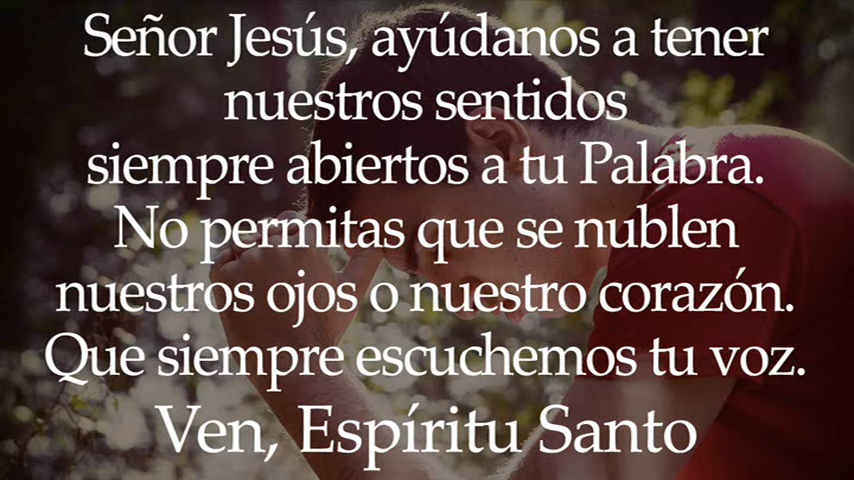 Señor Jesús, ayúdanos a tener
nuestros sentidos
siempre abiertos a tu Palabra.
No permitas que se nublen
nuestros ojos o nuestro corazón.
Que siempre escuchemos tu voz.
Ven, Espíritu Santo